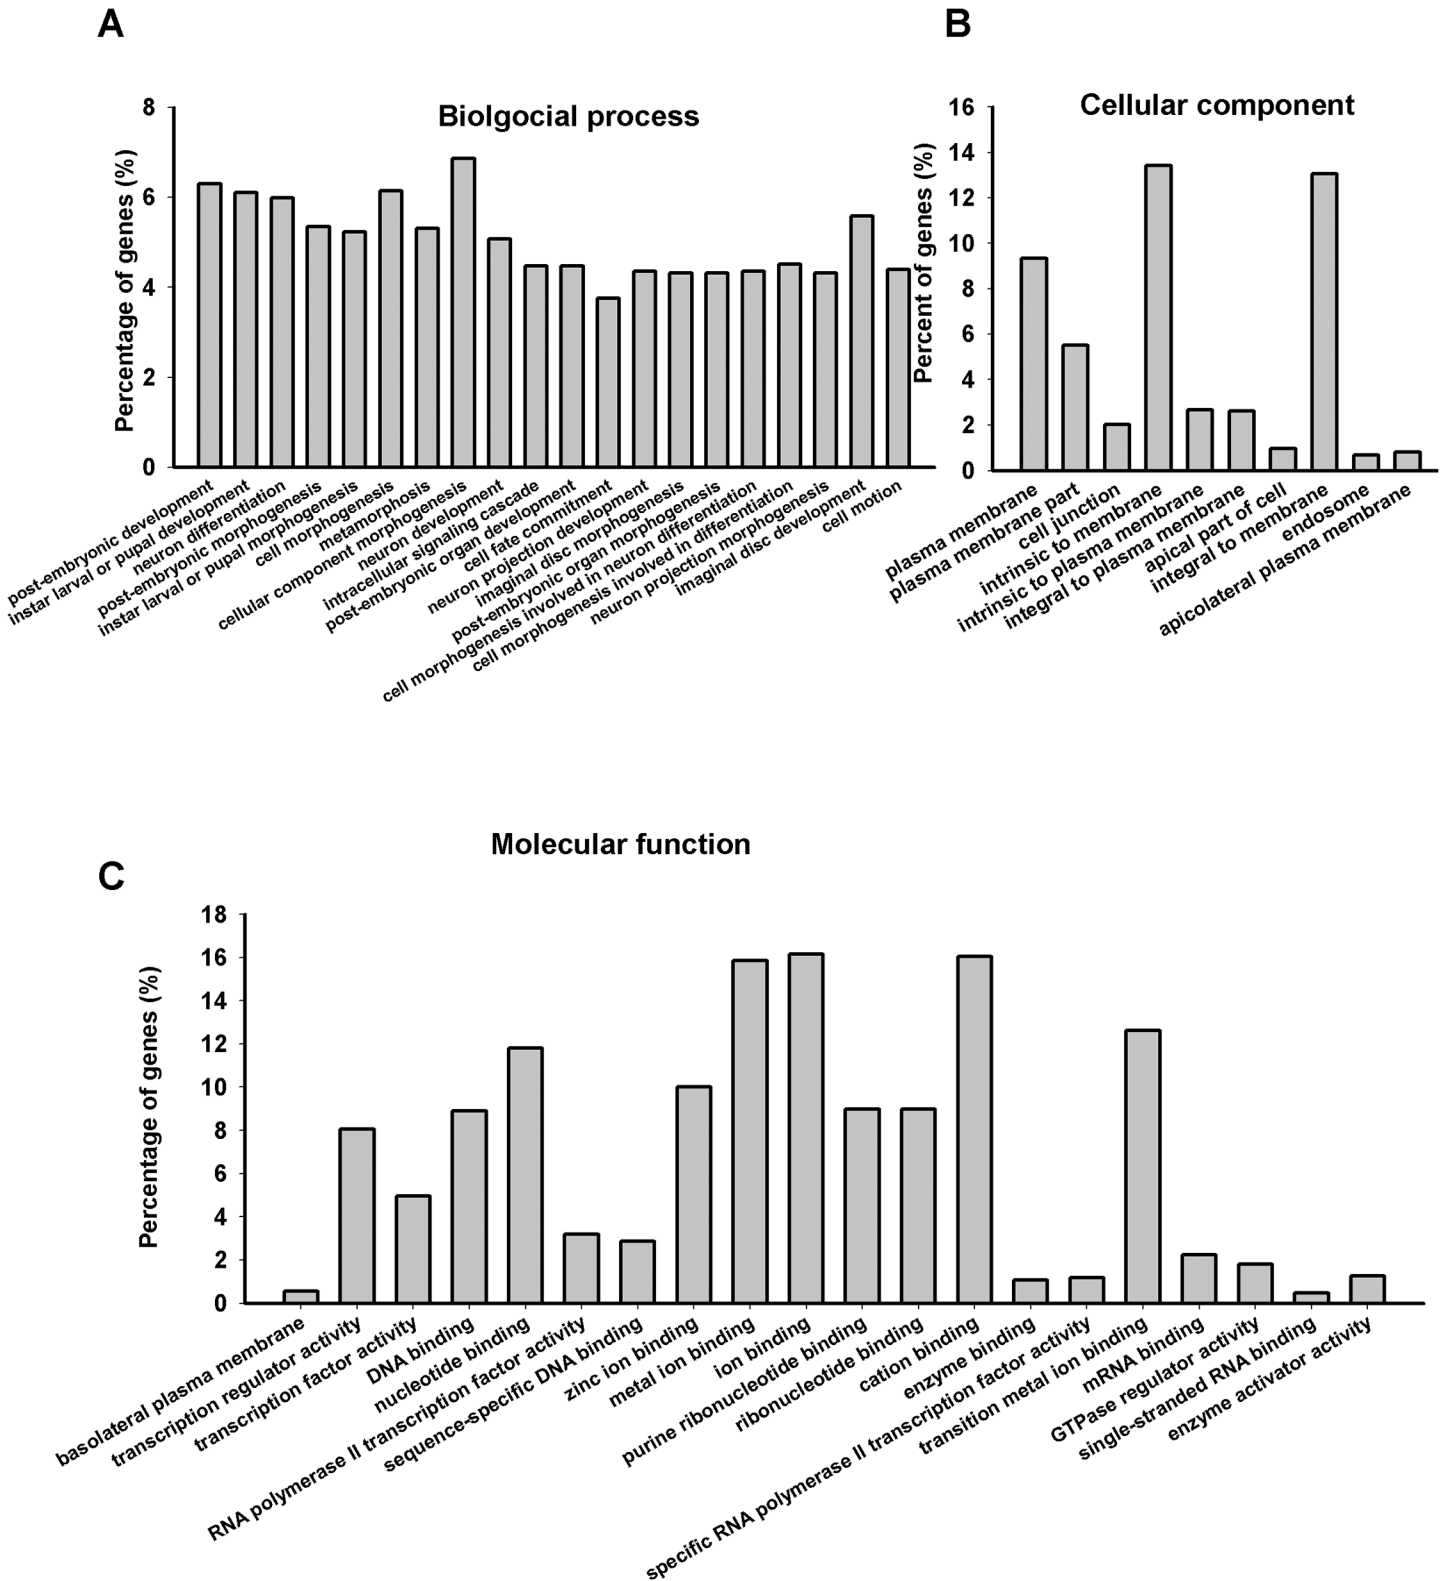 A
Biolgocial process
Percentage of genes (%)
8
6
4
2
0
post-embryonic development
instar larval or pupal development
neuron differentiation
post-embryonic morphogenesis
instar larval or pupal morphogenesis
cell morphogenesis
metamorphosis
cellular component morphogenesis
neuron development
intracellular signaling cascade
post-embryonic organ development
cell fate commitment
neuron projection development
imaginal disc morphogenesis
post-embryonic organ morphogenesis
cell morphogenesis involved in neuron differentiation
cell morphogenesis involved in differentiation
neuron projection morphogenesis
imaginal disc development
cell motion
B
Cellular component
Percent of genes (%)
16
14
12
10
8
6
4
2
0
plasma membrane
plasma membrane part
cell junction
intrinsic to membrane
intrinsic to plasma membrane
integral to plasma membrane
apical part of cell
integral to membrane
endosome
apicolateral plasma membrane
C
Molecular function
Percentage of genes (%)
18
16
14
12
10
8
6
4
2
0
basolateral plasma membrane
transcription regulator activity
transcription factor activity
DNA binding
nucleotide binding
RNA polymerase II transcription factor activity
sequence-specific DNA binding
zinc ion binding
metal ion binding
ion binding
purine ribonucleotide binding
ribonucleotide binding
cation binding
enzyme binding
specific RNA polymerase II transcription factor activity
transition metal ion binding
mRNA binding
GTPase regulator activity
single-stranded RNA binding
enzyme activator activity